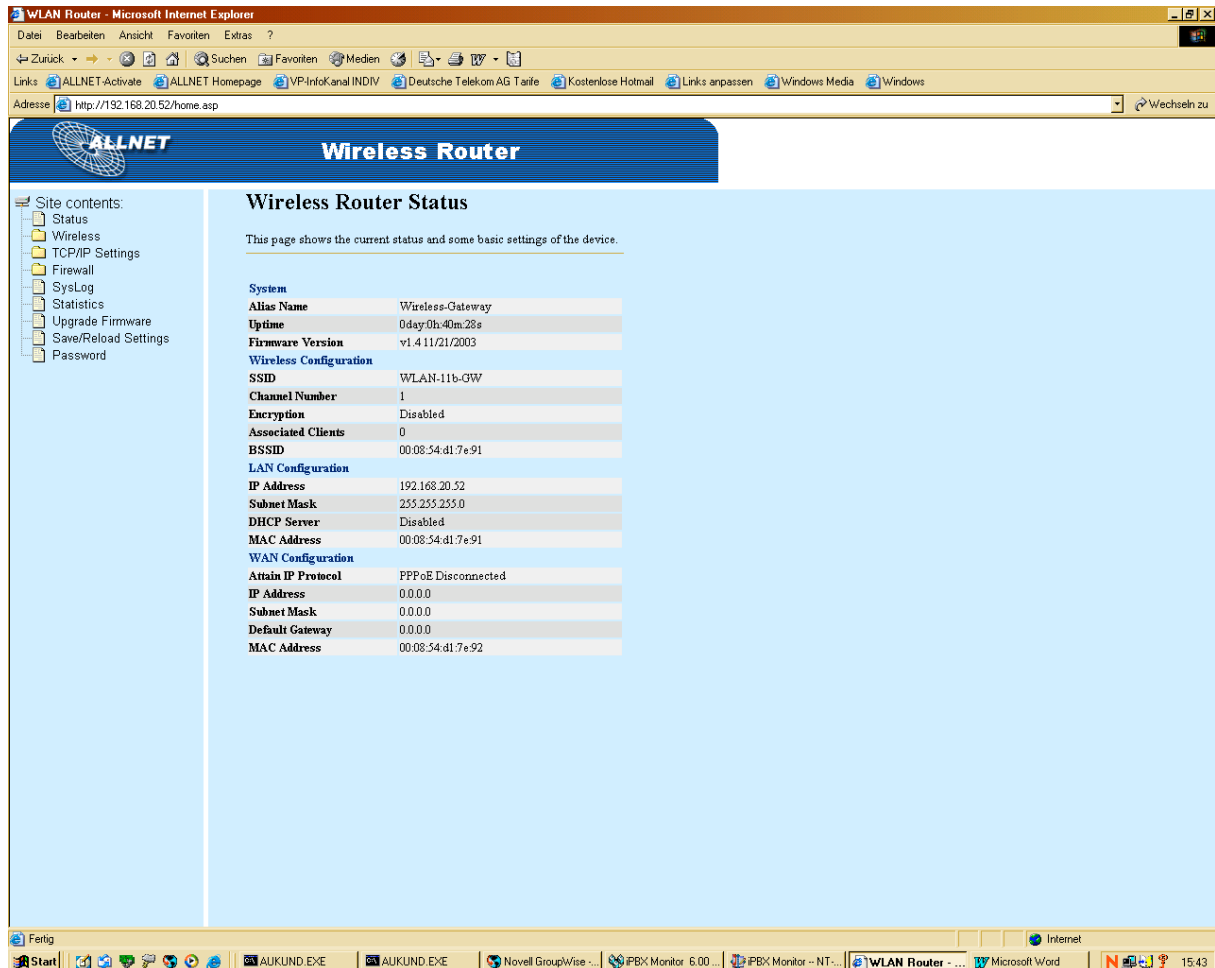 WLAN Router - Microsoft Internet Explorer
Datei Bearbeiten Ansicht Favoriten Extras ?
Zurück Suchen Favoriten Medien
Links ALLNET-Activate ALLNET Homepage VP-InfoKanal INDIV Deutsche Telekom AG Tarife Kostenlose Hotmail Links anpassen Windows Media Windows
Adresse http://192.168.20.52/home.asp Wechseln zu
ALLNET
Wireless Router
Site contents:
Status
Wireless
TCP/IP Settings
Firewall
SysLog
Statistics
Upgrade Firmware
Save/Reload Settings
Password
Wireless Router Status
This page shows the current status and some basic settings of the device.
System
Alias Name Wireless-Gateway
Uptime 0day:0h:40m:28s
Firmware Version v1.4 11/21/2003
Wireless Configuration
SSID WLAN-11b-GW
Channel Number 1
Encryption Disabled
Associated Clients 0
BSSID 00:08:54:d1:7e:91
LAN Configuration
IP Address 192.168.20.52
Subnet Mask 255.255.255.0
DHCP Server Disabled
MAC Address 00:08:54:d1:7e:91
WAN Configuration
Attain IP Protocol PPPoE Disconnected
IP Address 0.0.0.0
Subnet Mask 0.0.0.0
Default Gateway 0.0.0.0
MAC Address 00:08:54:d1:7e:92
Fertig Internet
Start AUKUND.EXE AUKUND.EXE Novell GroupWise -... iPBX Monitor 6.00 ... iPBX Monitor -- NT-... WLAN Router - ... Microsoft Word 15:43